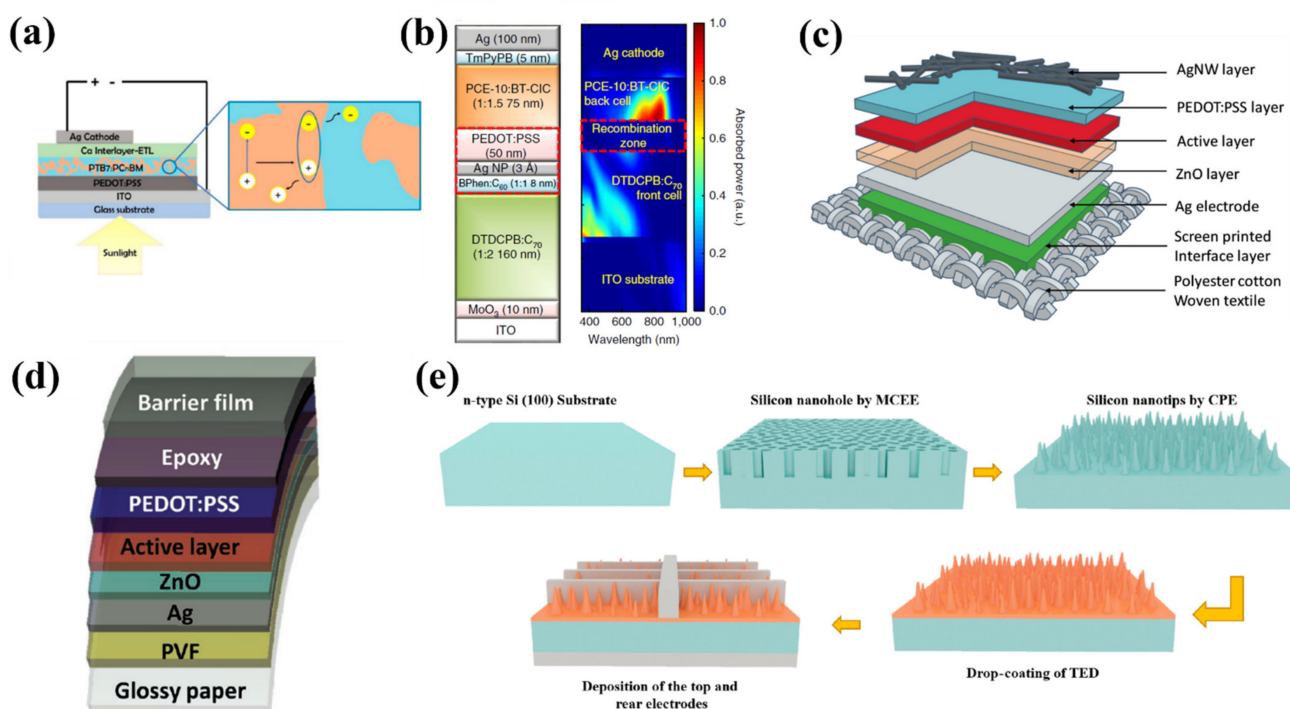 (a)
+ -
Ag Cathode
Ca Interlayer-ETL
PTB7:PC₇₁BM
PEDOT:PSS
ITO
Glass substrate
Sunlight
-
+
-
+
-
+
(b)
Ag (100 nm)
TmPyPB (5 nm)
PCE-10:BT-CIC
(1:1.5 75 nm)
PEDOT:PSS
(50 nm)
Ag NP (3 Å)
BPhen:C₆₀ (1:1 8 nm)
DTDCPB:C₇₀
(1:2 160 nm)
MoO₃ (10 nm)
ITO
Ag cathode
PCE-10:BT-CIC
back cell
Recombination
zone
DTDCPB:C₇₀
front cell
ITO substrate
400 600 800 1,000
Wavelength (nm)
1.0
0.8
0.6
0.4
0.2
0.0
Absorbed power (a.u.)
(c)
AgNW layer
PEDOT:PSS layer
Active layer
ZnO layer
Ag electrode
Screen printed
Interface layer
Polyester cotton
Woven textile
(d)
Barrier film
Epoxy
PEDOT:PSS
Active layer
ZnO
Ag
PVF
Glossy paper
(e)
n-type Si (100) Substrate
Silicon nanohole by MCEE
Silicon nanotips by CPE
Drop-coating of TED
Deposition of the top and
rear electrodes